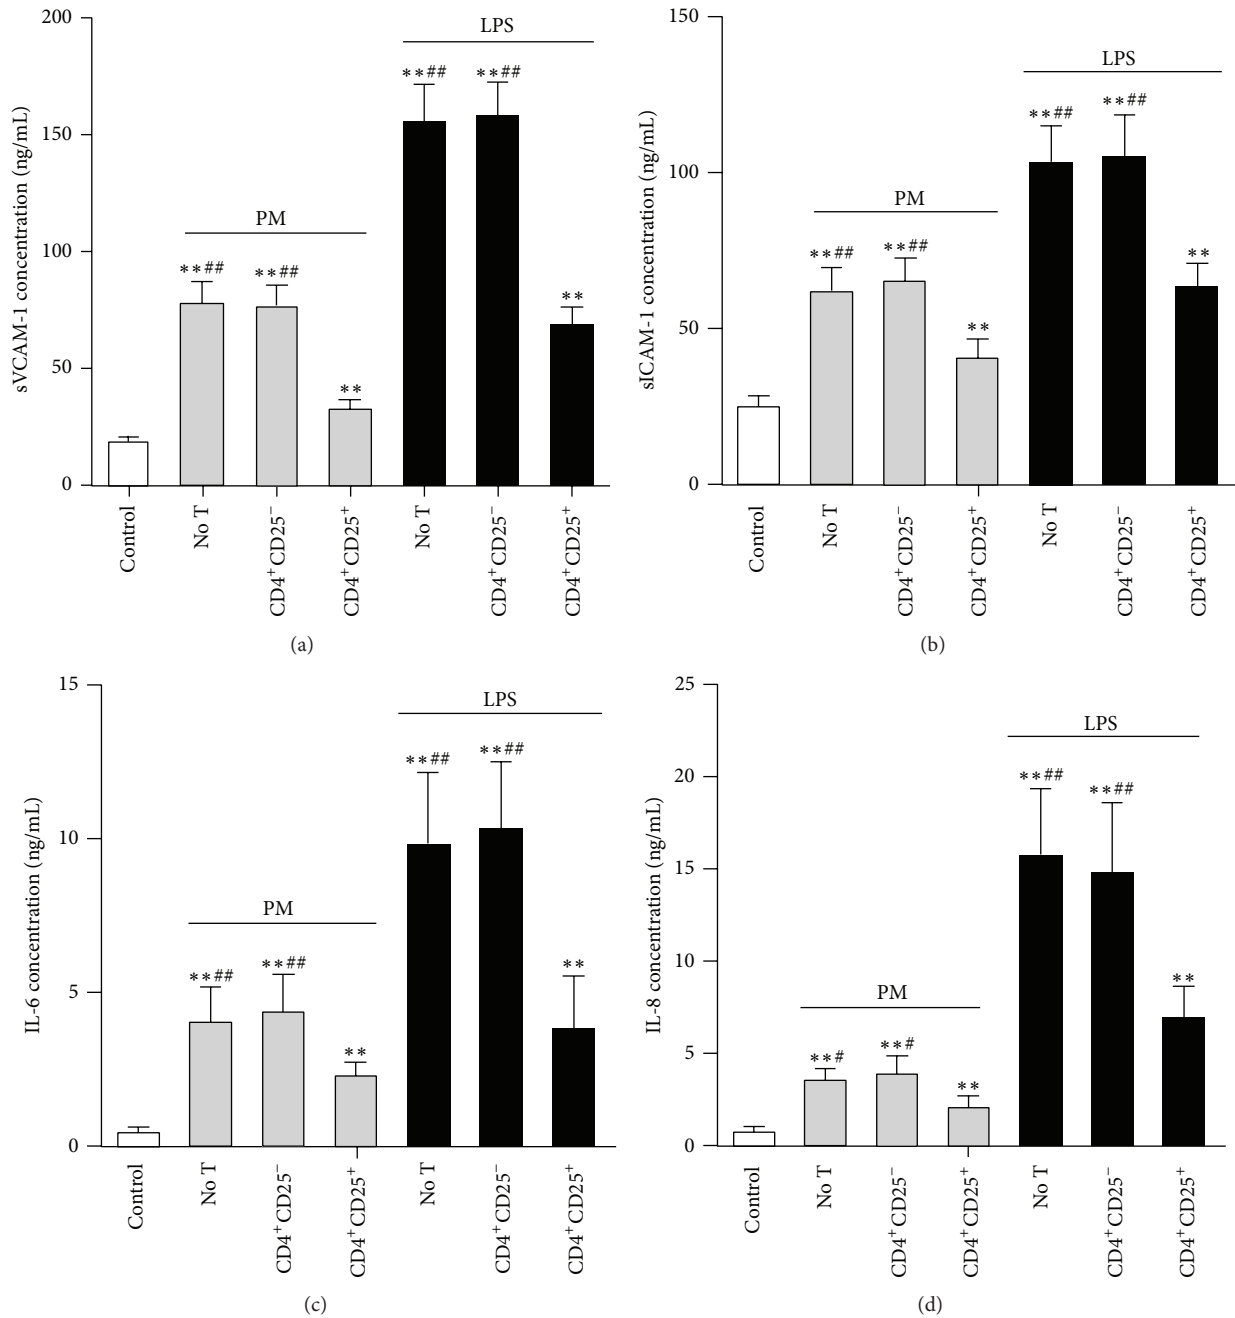 sVCAM-1 concentration (ng/mL)
200
150
100
50
0
LPS
**## **##
PM
**## **##
**
**
Control
No T
CD4⁺CD25⁻
CD4⁺CD25⁺
No T
CD4⁺CD25⁻
CD4⁺CD25⁺
(a)
sICAM-1 concentration (ng/mL)
150
100
50
0
LPS
**## **##
PM
**## **##
**
**
Control
No T
CD4⁺CD25⁻
CD4⁺CD25⁺
No T
CD4⁺CD25⁻
CD4⁺CD25⁺
(b)
IL-6 concentration (ng/mL)
15
10
5
0
LPS
**## **##
PM
**## **##
**
**
Control
No T
CD4⁺CD25⁻
CD4⁺CD25⁺
No T
CD4⁺CD25⁻
CD4⁺CD25⁺
(c)
IL-8 concentration (ng/mL)
25
20
15
10
5
0
LPS
**## **##
PM
**# **#
**
**
Control
No T
CD4⁺CD25⁻
CD4⁺CD25⁺
No T
CD4⁺CD25⁻
CD4⁺CD25⁺
(d)